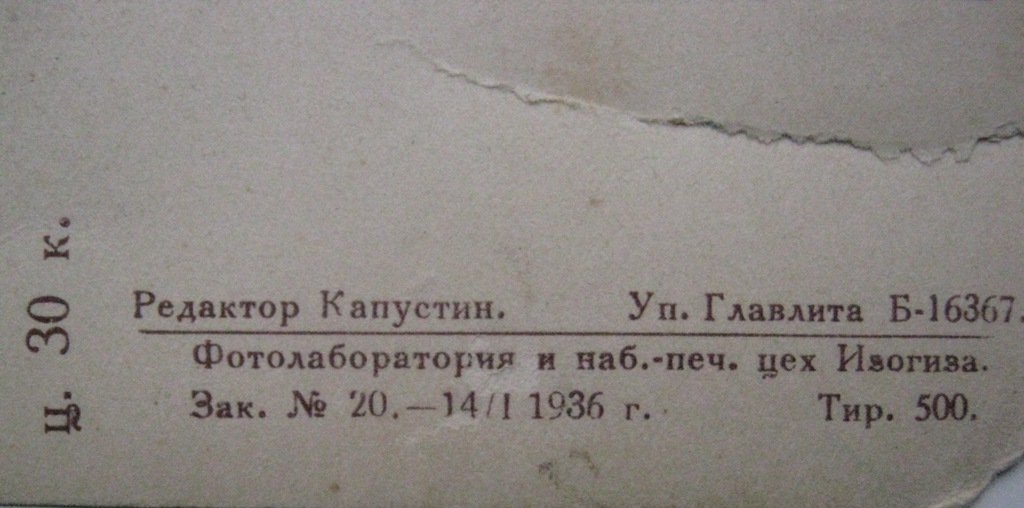 ц. 30 к.
Редактор Капустин. Уп. Главлита Б-16367.
Фотолаборатория и наб.-печ. цех Изогиза.
Зак. № 20.—14/I 1936 г. Тир. 500.